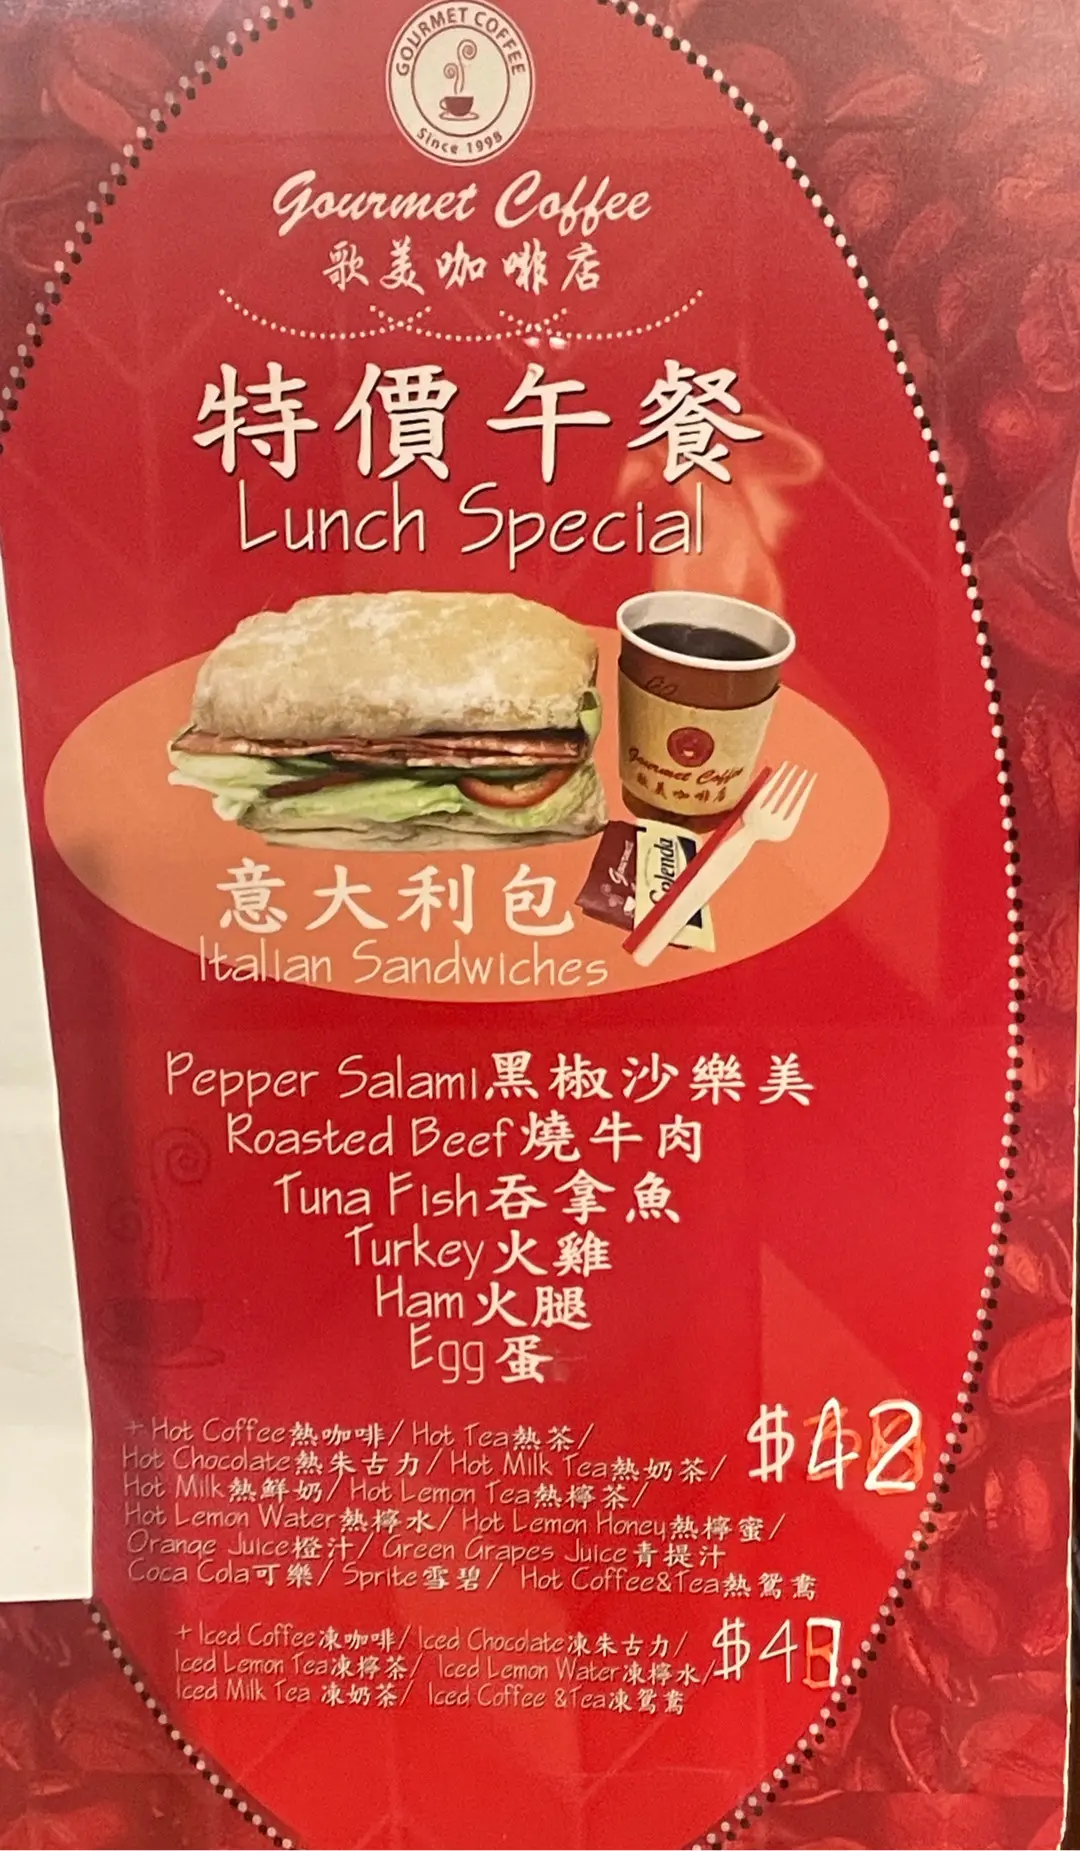 GOURMET COFFEE
Since 1998
Gourmet Coffee
歌美咖啡店
特價午餐
Lunch Special
Gourmet Coffee
歌美咖啡店
Gourmet
意大利包
Italian Sandwiches
Pepper Salami黑椒沙樂美
Roasted Beef燒牛肉
Tuna Fish吞拿魚
Turkey火雞
Ham火腿
Egg蛋
+ Hot Coffee熱咖啡/ Hot Tea熱茶/
Hot Chocolate熱朱古力/ Hot Milk Tea熱奶茶/ $42
Hot Milk熱鮮奶/ Hot Lemon Tea熱檸茶/
Hot Lemon Water熱檸水/ Hot Lemon Honey熱檸蜜/
Orange Juice橙汁/ Green Grapes Juice青提汁
Coca Cola可樂/ Sprite雪碧/ Hot Coffee&Tea熱鴛鴦
+ Iced Coffee凍咖啡/ Iced Chocolate凍朱古力/
Iced Lemon Tea凍檸茶/ Iced Lemon Water凍檸水/ $47
Iced Milk Tea 凍奶茶/ Iced Coffee &Tea凍鴛鴦